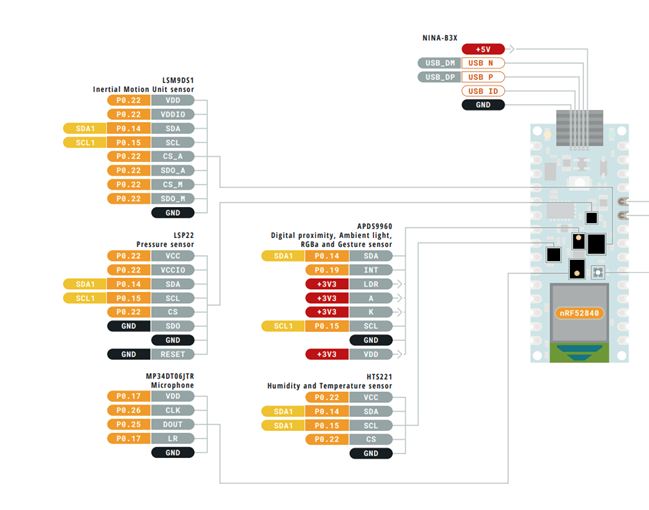 NINA-B3X
+5V
USB_DM USB N
USB_DP USB P
USB ID
GND
LSM9DS1
Inertial Motion Unit sensor
P0.22 VDD
P0.22 VDDIO
SDA1 P0.14 SDA
SCL1 P0.15 SCL
P0.22 CS_A
P0.22 SDO_A
P0.22 CS_M
P0.22 SDO_M
GND
LSP22
Pressure sensor
P0.22 VCC
P0.22 VCCIO
SDA1 P0.14 SDA
SCL1 P0.15 SCL
P0.22 CS
GND SDO
GND
GND RESET
APDS9960
Digital proximity, Ambient light,
RGBa and Gesture sensor
SDA1 P0.14 SDA
P0.19 INT
+3V3 LDR
+3V3 A
+3V3 K
SCL1 P0.15 SCL
GND
+3V3 VDD
MP34DT06JTR
Microphone
P0.17 VDD
P0.26 CLK
P0.25 DOUT
P0.17 LR
GND
HTS221
Humidity and Temperature sensor
P0.22 VCC
SDA1 P0.14 SDA
SDA1 P0.15 SCL
P0.22 CS
GND
nRF52840